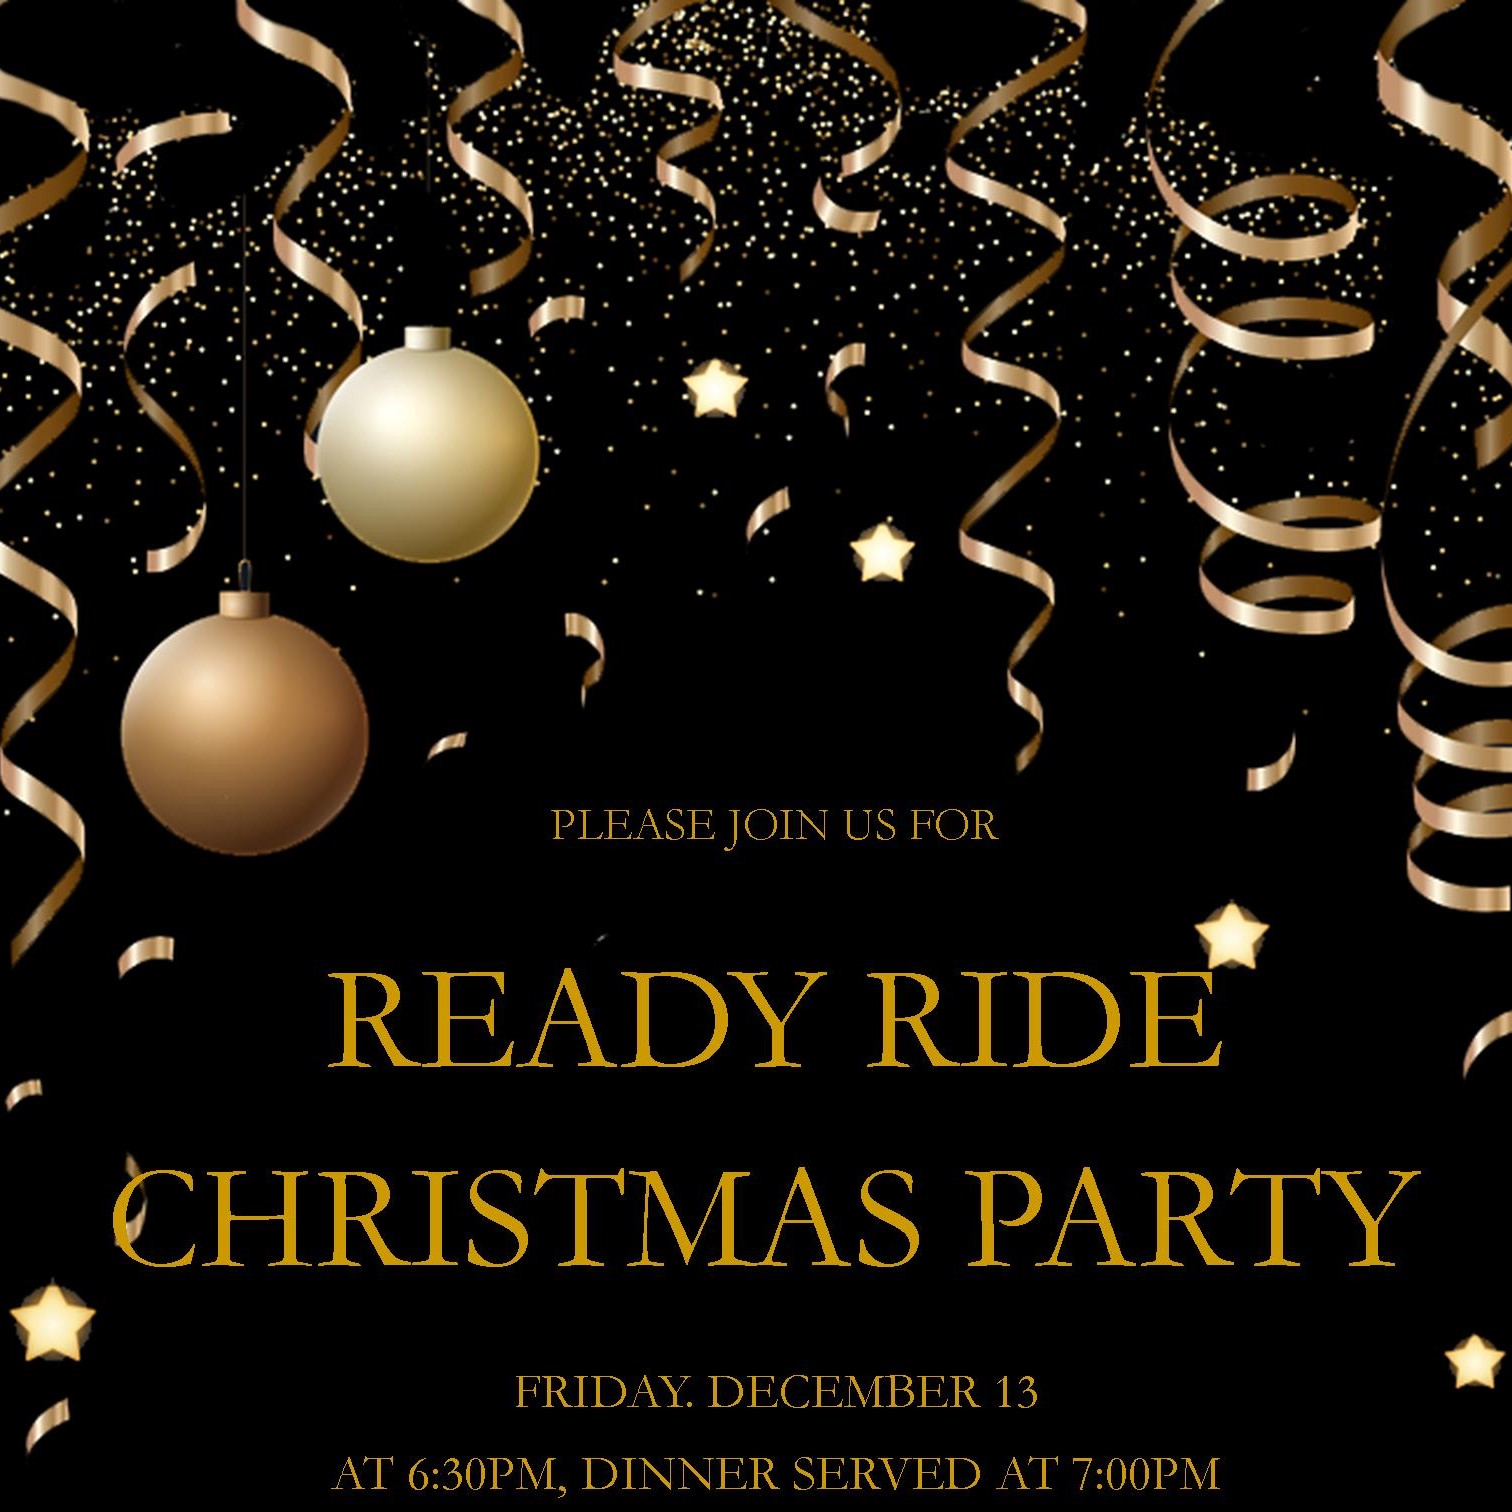 PLEASE JOIN US FOR
READY RIDE
CHRISTMAS PARTY
FRIDAY. DECEMBER 13
AT 6:30PM, DINNER SERVED AT 7:00PM